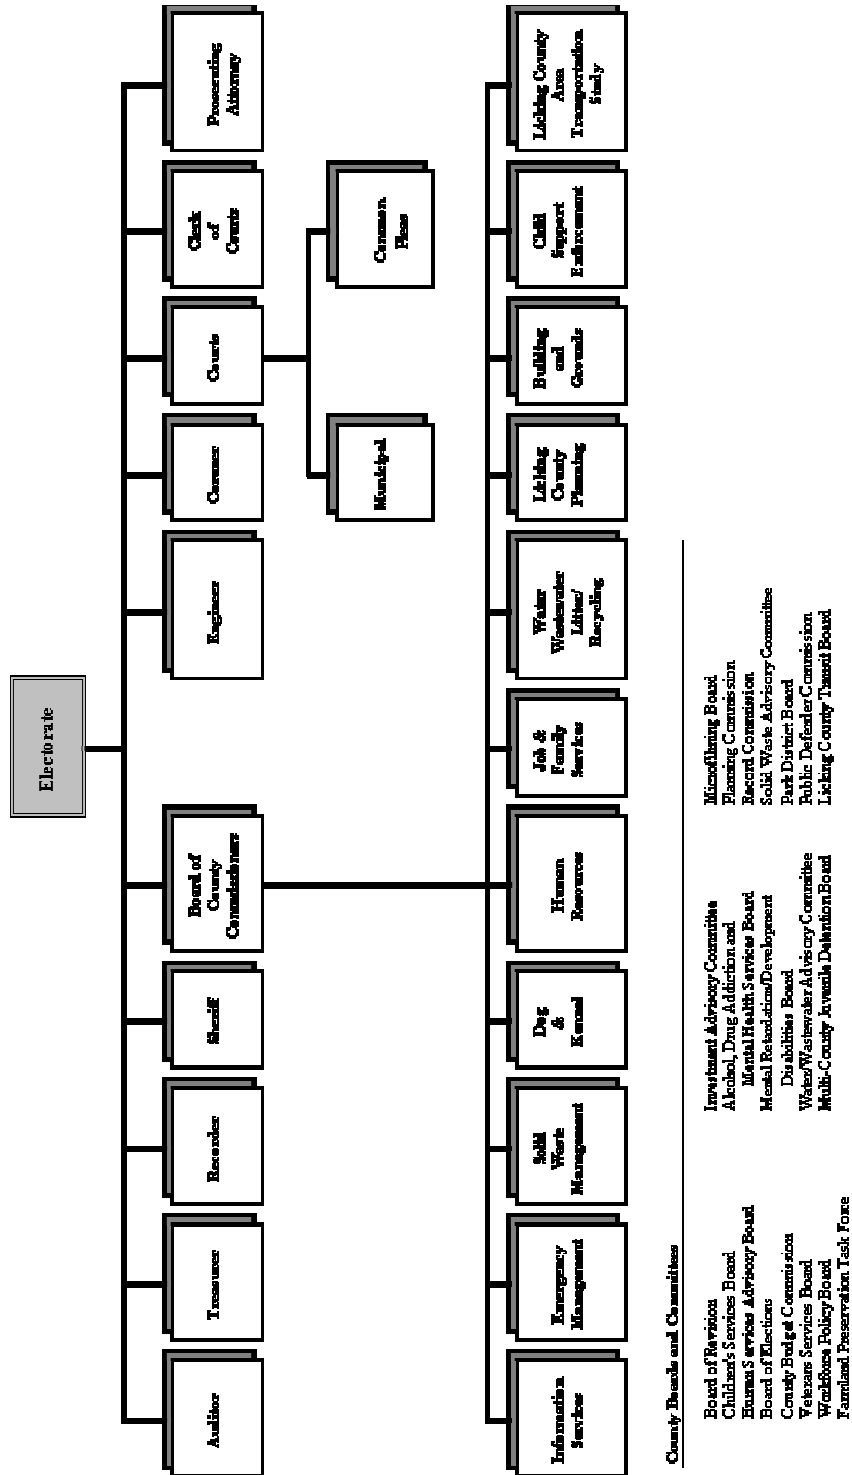 Electorate
Auditor
Treasurer
Recorder
Sheriff
Board of
County
Commissioners
Engineer
Coroner
Courts
Clerk
of
Courts
Prosecuting
Attorney
Municipal
Common
Pleas
Information
Services
Emergency
Management
Solid
Waste
Management
Dog
&
Kennel
Human
Resources
Job &
Family
Services
Water
Wastewater
Litter/
Recycling
Licking
County
Planning
Building
and
Grounds
Child
Support
Enforcement
Licking County
Area
Transportation
Study
County Boards and Committees
Board of Revision
Children's Services Board
Human Services Advisory Board
Board of Elections
County Budget Commission
Veterans Services Board
Workforce Policy Board
Farmland Preservation Task Force
Investment Advisory Committee
Alcohol, Drug Addiction and
Mental Health Services Board
Mental Retardation/Development
Disabilities Board
Water/Wastewater Advisory Committee
Multi-County Juvenile Detention Board
Microfilming Board
Planning Commission
Record Commission
Solid Waste Advisory Committee
Park District Board
Public Defender Commission
Licking County Transit Board